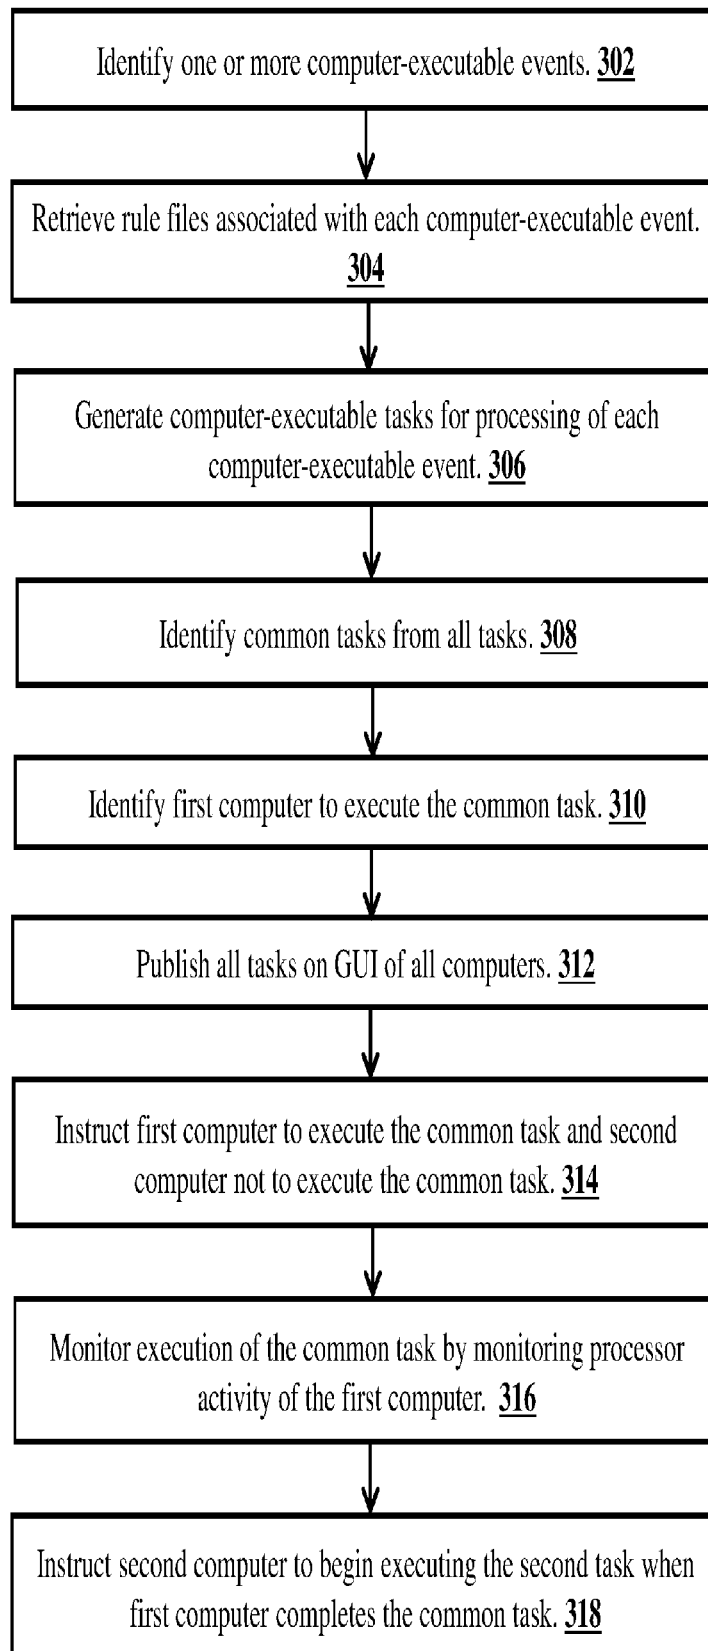 Identify one or more computer-executable events. 302
Retrieve rule files associated with each computer-executable event.
304
Generate computer-executable tasks for processing of each
computer-executable event. 306
Identify common tasks from all tasks. 308
Identify first computer to execute the common task. 310
Publish all tasks on GUI of all computers. 312
Instruct first computer to execute the common task and second
computer not to execute the common task. 314
Monitor execution of the common task by monitoring processor
activity of the first computer. 316
Instruct second computer to begin executing the second task when
first computer completes the common task. 318